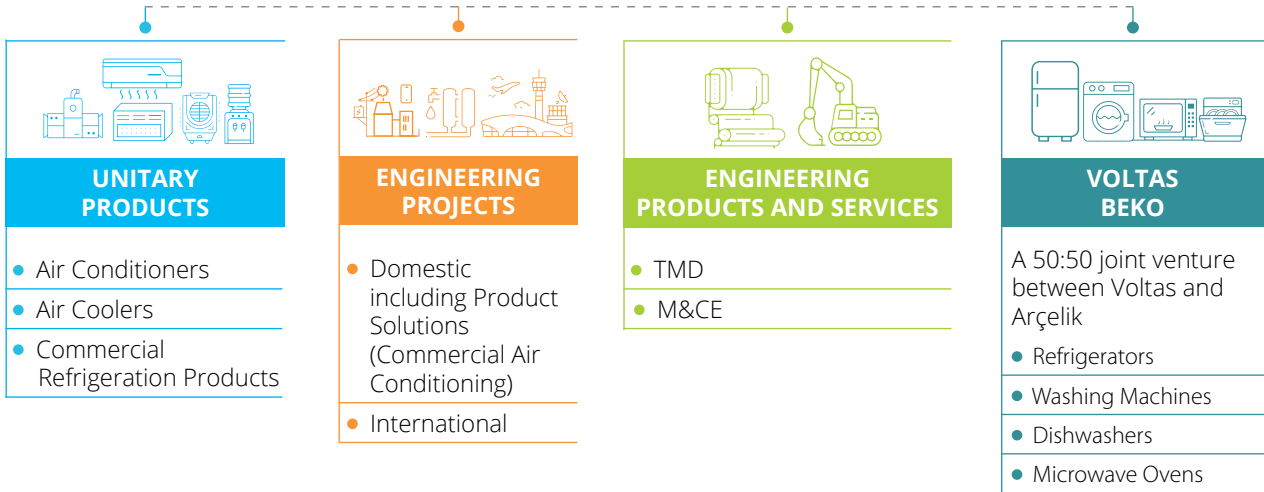 UNITARY
PRODUCTS
Air Conditioners
Air Coolers
Commercial
Refrigeration Products
ENGINEERING
PROJECTS
Domestic
including Product
Solutions
(Commercial Air
Conditioning)
International
ENGINEERING
PRODUCTS AND SERVICES
TMD
M&CE
VOLTAS
BEKO
A 50:50 joint venture
between Voltas and
Arçelik
Refrigerators
Washing Machines
Dishwashers
Microwave Ovens